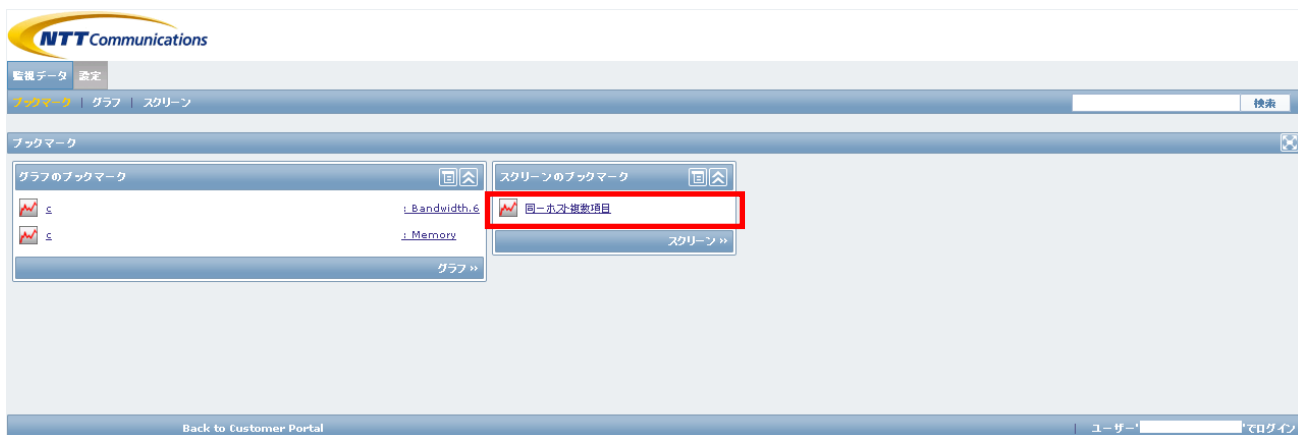 NTT Communications
監視データ 設定
ブックマーク | グラフ | スクリーン 検索
ブックマーク
グラフのブックマーク
c : Bandwidth.6
c : Memory
グラフ »
スクリーンのブックマーク
同一ホスト複数項目
スクリーン »
Back to Customer Portal | ユーザー' 'でログイン